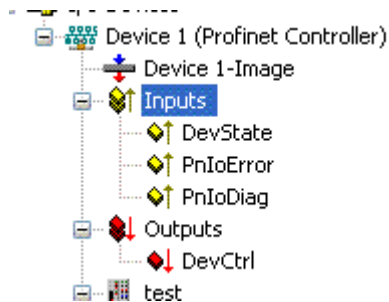 Device 1 (Profinet Controller)
Device 1-Image
Inputs
DevState
PnIoError
PnIoDiag
Outputs
DevCtrl
test